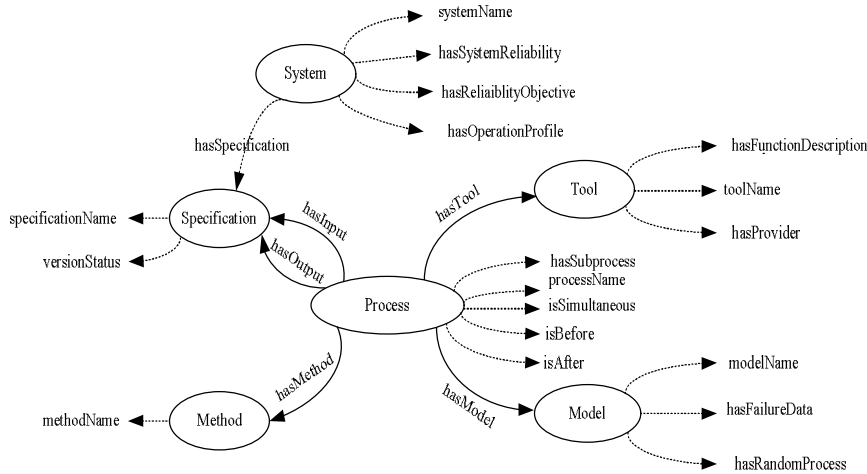 systemName
System
hasSystemReliability
hasReliaiblityObjective
hasOperationProfile
hasSpecification
hasFunctionDescription
hasTool
Tool
toolName
hasProvider
specificationName
Specification
hasInput
versionStatus
hasOutput
hasSubprocess
processName
Process
isSimultaneous
isBefore
isAfter
hasMethod
hasModel
modelName
methodName
Method
Model
hasFailureData
hasRandomProcess